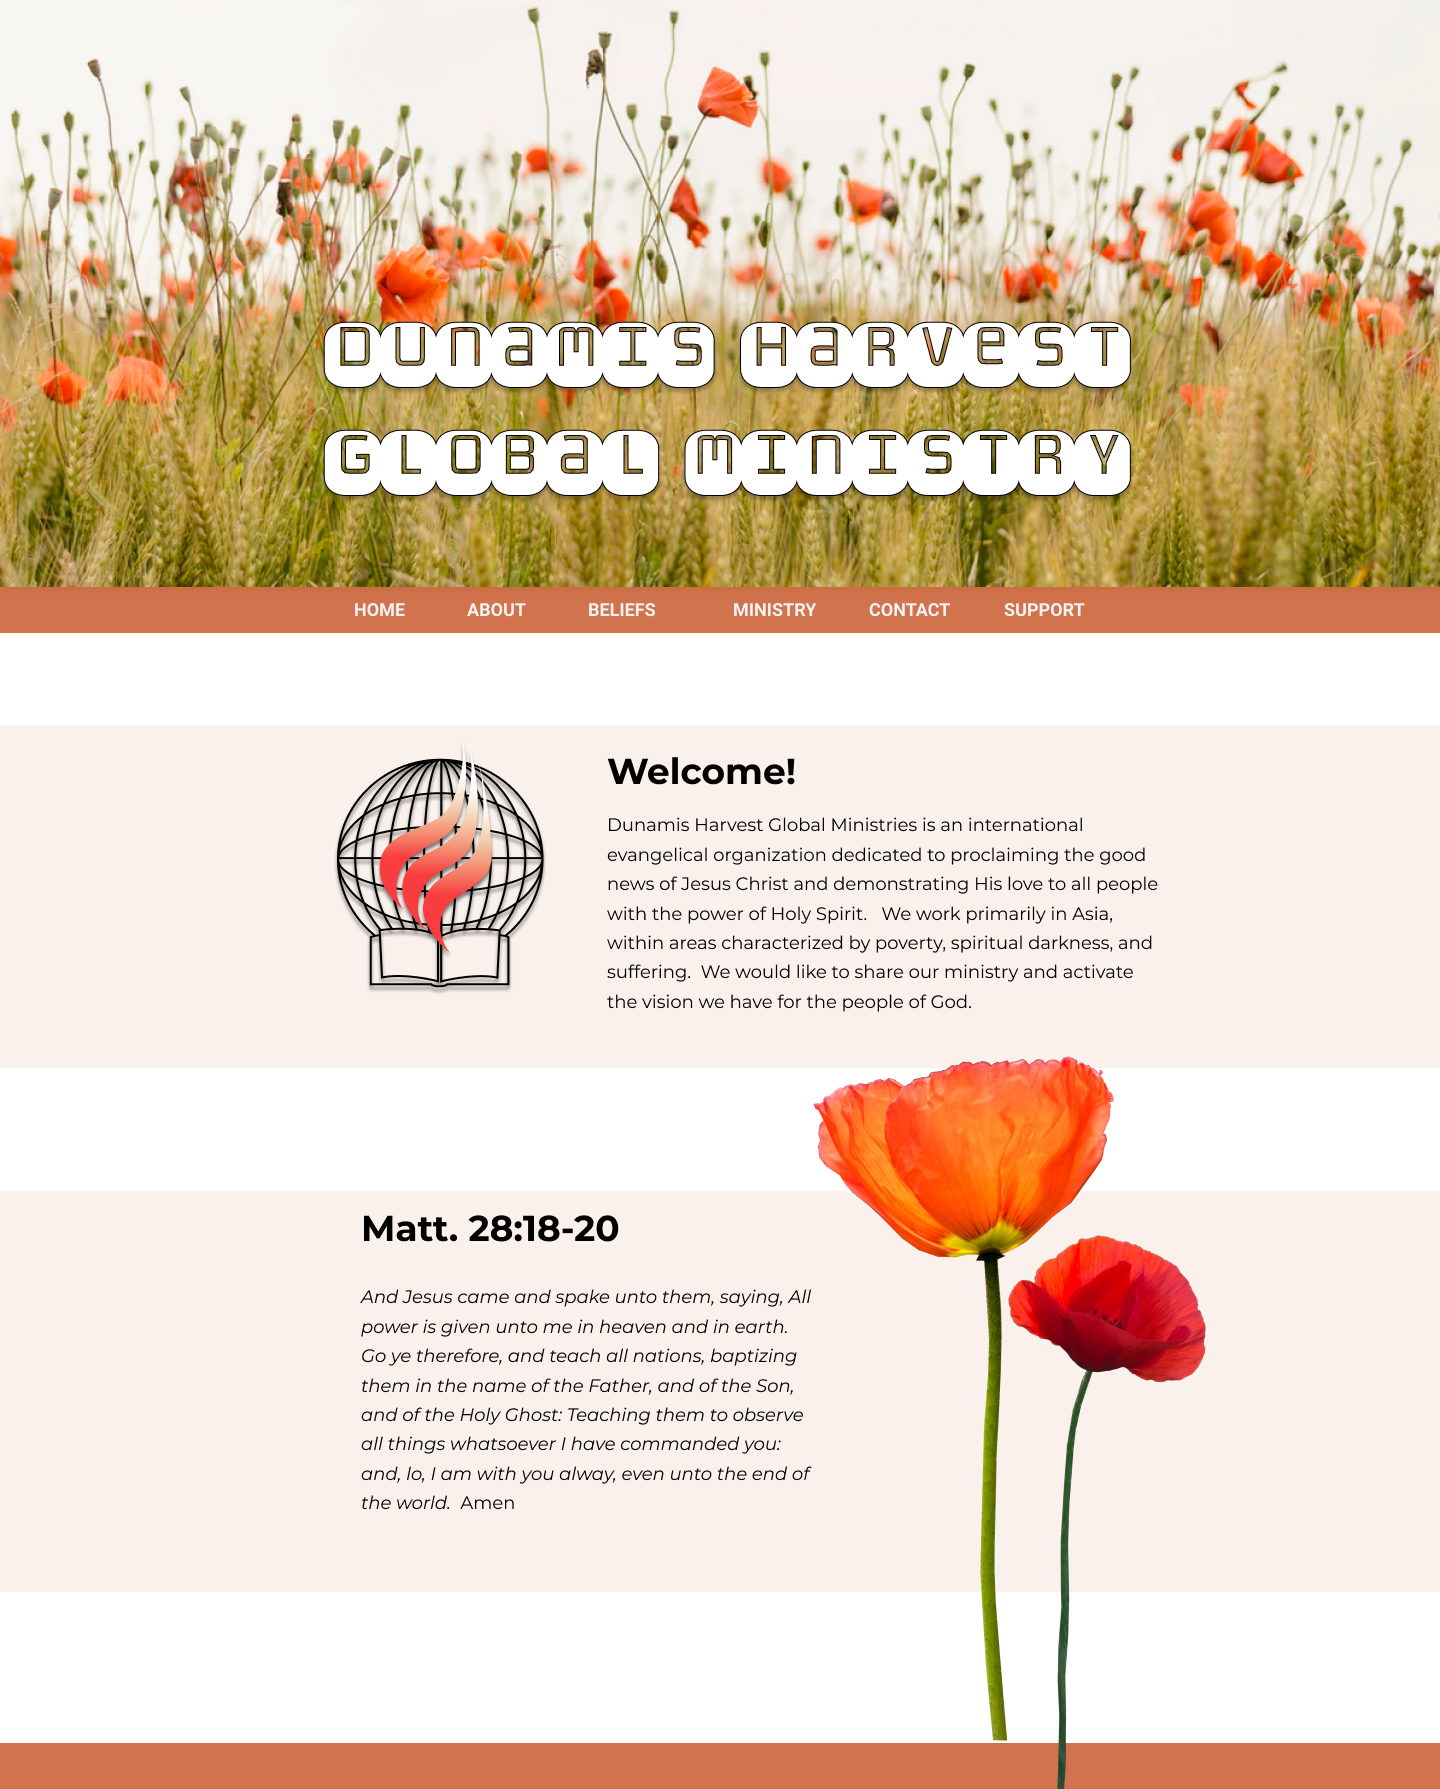 Dunamis Harvest
Global Ministry
HOME ABOUT BELIEFS MINISTRY CONTACT SUPPORT
Welcome!
Dunamis Harvest Global Ministries is an international
evangelical organization dedicated to proclaiming the good
news of Jesus Christ and demonstrating His love to all people
with the power of Holy Spirit.   We work primarily in Asia,
within areas characterized by poverty, spiritual darkness, and
suffering.  We would like to share our ministry and activate
the vision we have for the people of God.
Matt. 28:18-20
And Jesus came and spake unto them, saying, All
power is given unto me in heaven and in earth.
Go ye therefore, and teach all nations, baptizing
them in the name of the Father, and of the Son,
and of the Holy Ghost: Teaching them to observe
all things whatsoever I have commanded you:
and, lo, I am with you alway, even unto the end of
the world.  Amen